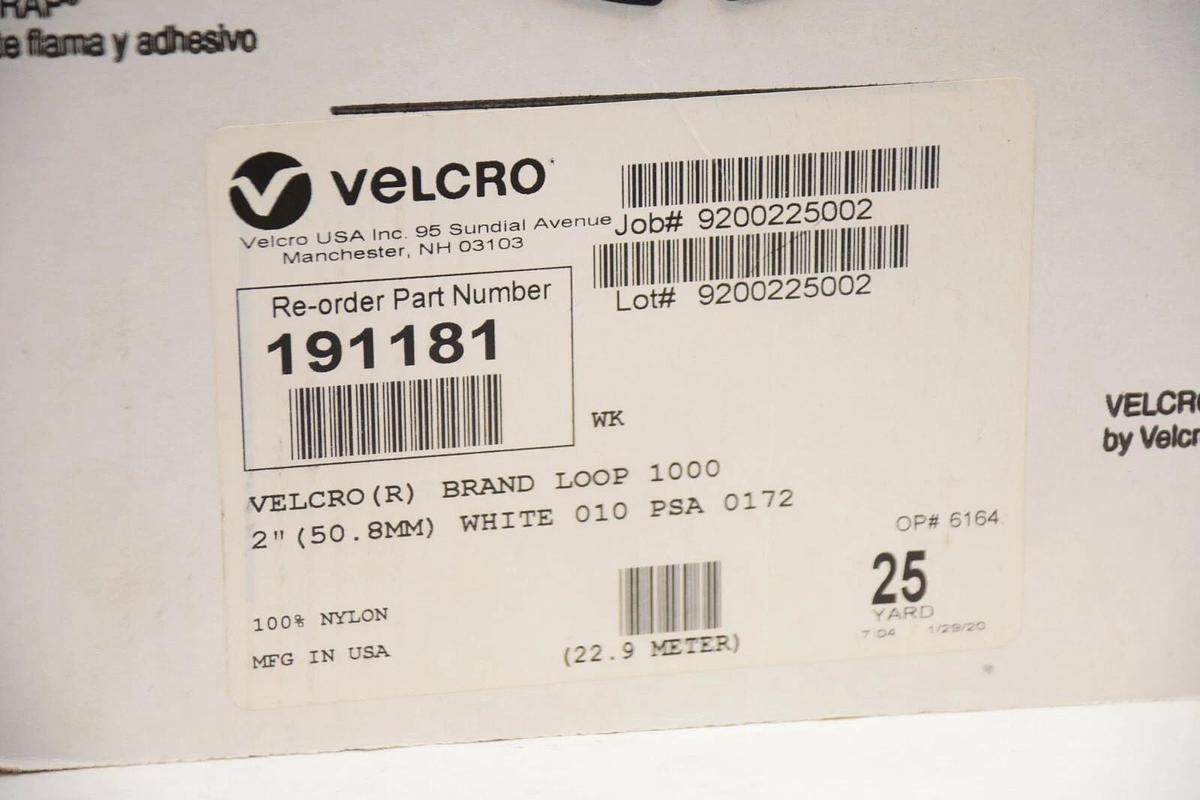 RAP®
te flama y adhesivo
VELCRO
Velcro USA Inc. 95 Sundial Avenue
Manchester, NH 03103
Job# 9200225002
Lot# 9200225002
Re-order Part Number
191181
WK
VELCRO(R) BRAND LOOP 1000
2"(50.8MM) WHITE 010 PSA 0172
OP# 6164
25
YARD
7:04 1/29/20
100% NYLON
MFG IN USA
(22.9 METER)
VELCRO
by Velcr